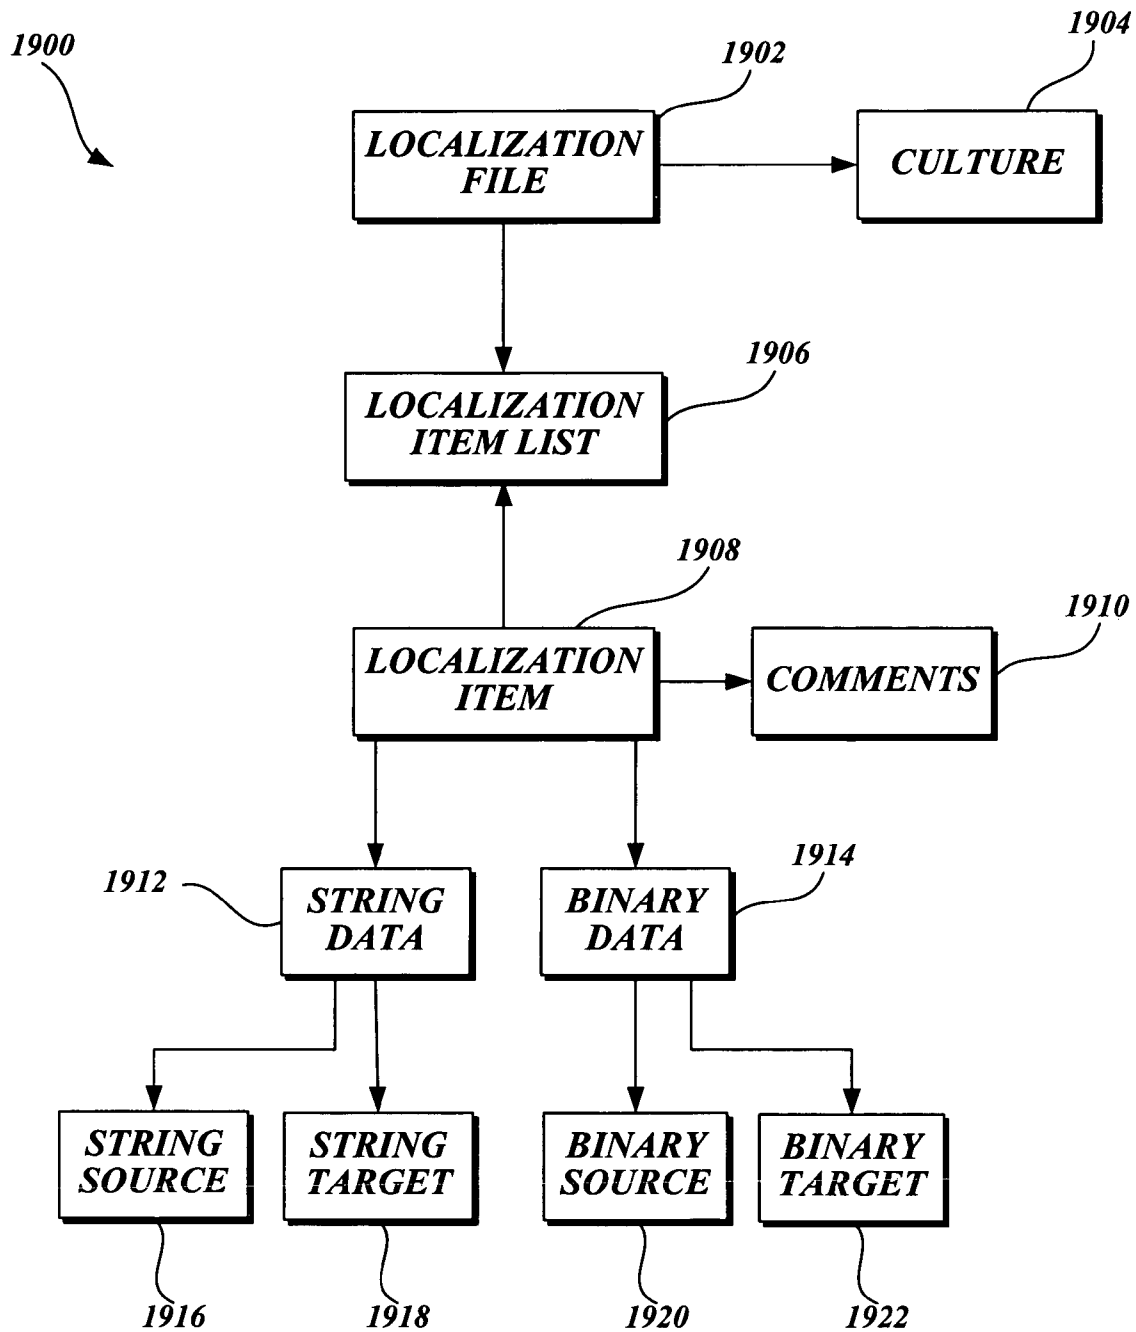 1900
1902
1904
LOCALIZATION
FILE
CULTURE
1906
LOCALIZATION
ITEM LIST
1908
1910
LOCALIZATION
ITEM
COMMENTS
1912
1914
STRING
DATA
BINARY
DATA
STRING
SOURCE
STRING
TARGET
BINARY
SOURCE
BINARY
TARGET
1916
1918
1920
1922